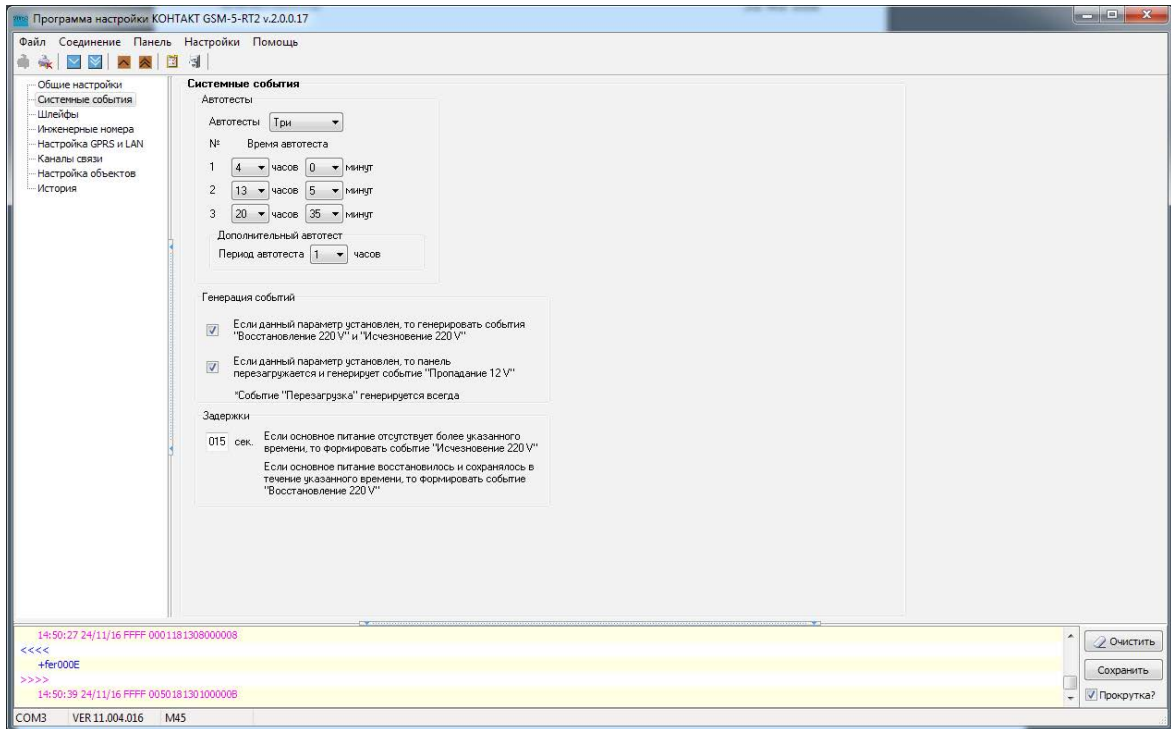 Программа настройки КОНТАКТ GSM-5-RT2 v.2.0.0.17
Файл Соединение Панель Настройки Помощь
Общие настройки
Системные события
Шлейфы
Инженерные номера
Настройка GPRS и LAN
Каналы связи
Настройка объектов
История
Системные события
Автотесты
Автотесты Три
№ Время автотеста
1 4 часов 0 минут
2 13 часов 5 минут
3 20 часов 35 минут
Дополнительный автотест
Период автотеста 1 часов
Генерация событий
Если данный параметр установлен, то генерировать события
"Восстановление 220 V" и "Исчезновение 220 V"
Если данный параметр установлен, то панель
перезагружается и генерирует событие "Пропадание 12 V"
*Событие "Перезагрузка" генерируется всегда
Задержки
015 сек.
Если основное питание отсутствует более указанного
времени, то формировать событие "Исчезновение 220 V"
Если основное питание восстановилось и сохранялось в
течение указанного времени, то формировать событие
"Восстановление 220 V"
14:50:27 24/11/16 FFFF 0001181308000008
<<<<
+fer000E
>>>>
14:50:39 24/11/16 FFFF 005018130100000B
Очистить
Сохранить
Прокрутка?
COM3 VER 11.004.016 M45